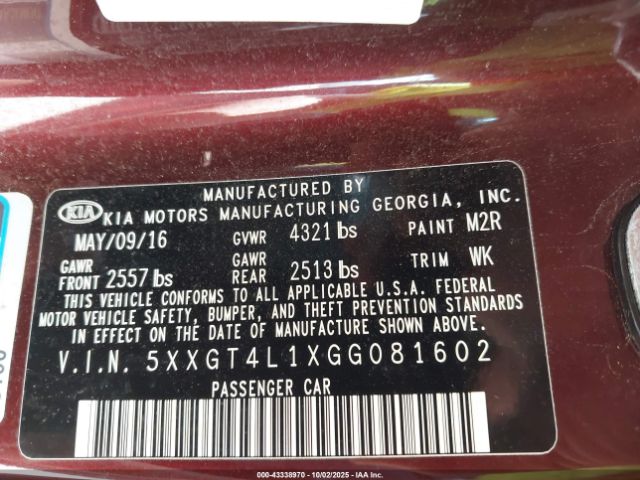 MANUFACTURED BY
KIA KIA MOTORS MANUFACTURING GEORGIA, INC.
MAY/09/16 GVWR 4321 lbs PAINT M2R
GAWR FRONT 2557 lbs GAWR REAR 2513 lbs TRIM WK
THIS VEHICLE CONFORMS TO ALL APPLICABLE U.S.A. FEDERAL
MOTOR VEHICLE SAFETY, BUMPER, AND THEFT PREVENTION STANDARDS
IN EFFECT ON THE DATE OF MANUFACTURE SHOWN ABOVE.
V.I.N. 5XXGT4L1XGG081602
PASSENGER CAR
000-43338970 | 10/02/2025 - IAA Inc.